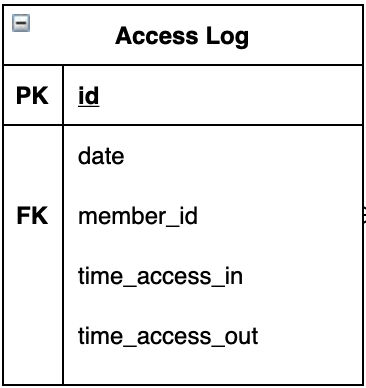 Access Log
PK id
date
FK member_id
time_access_in
time_access_out